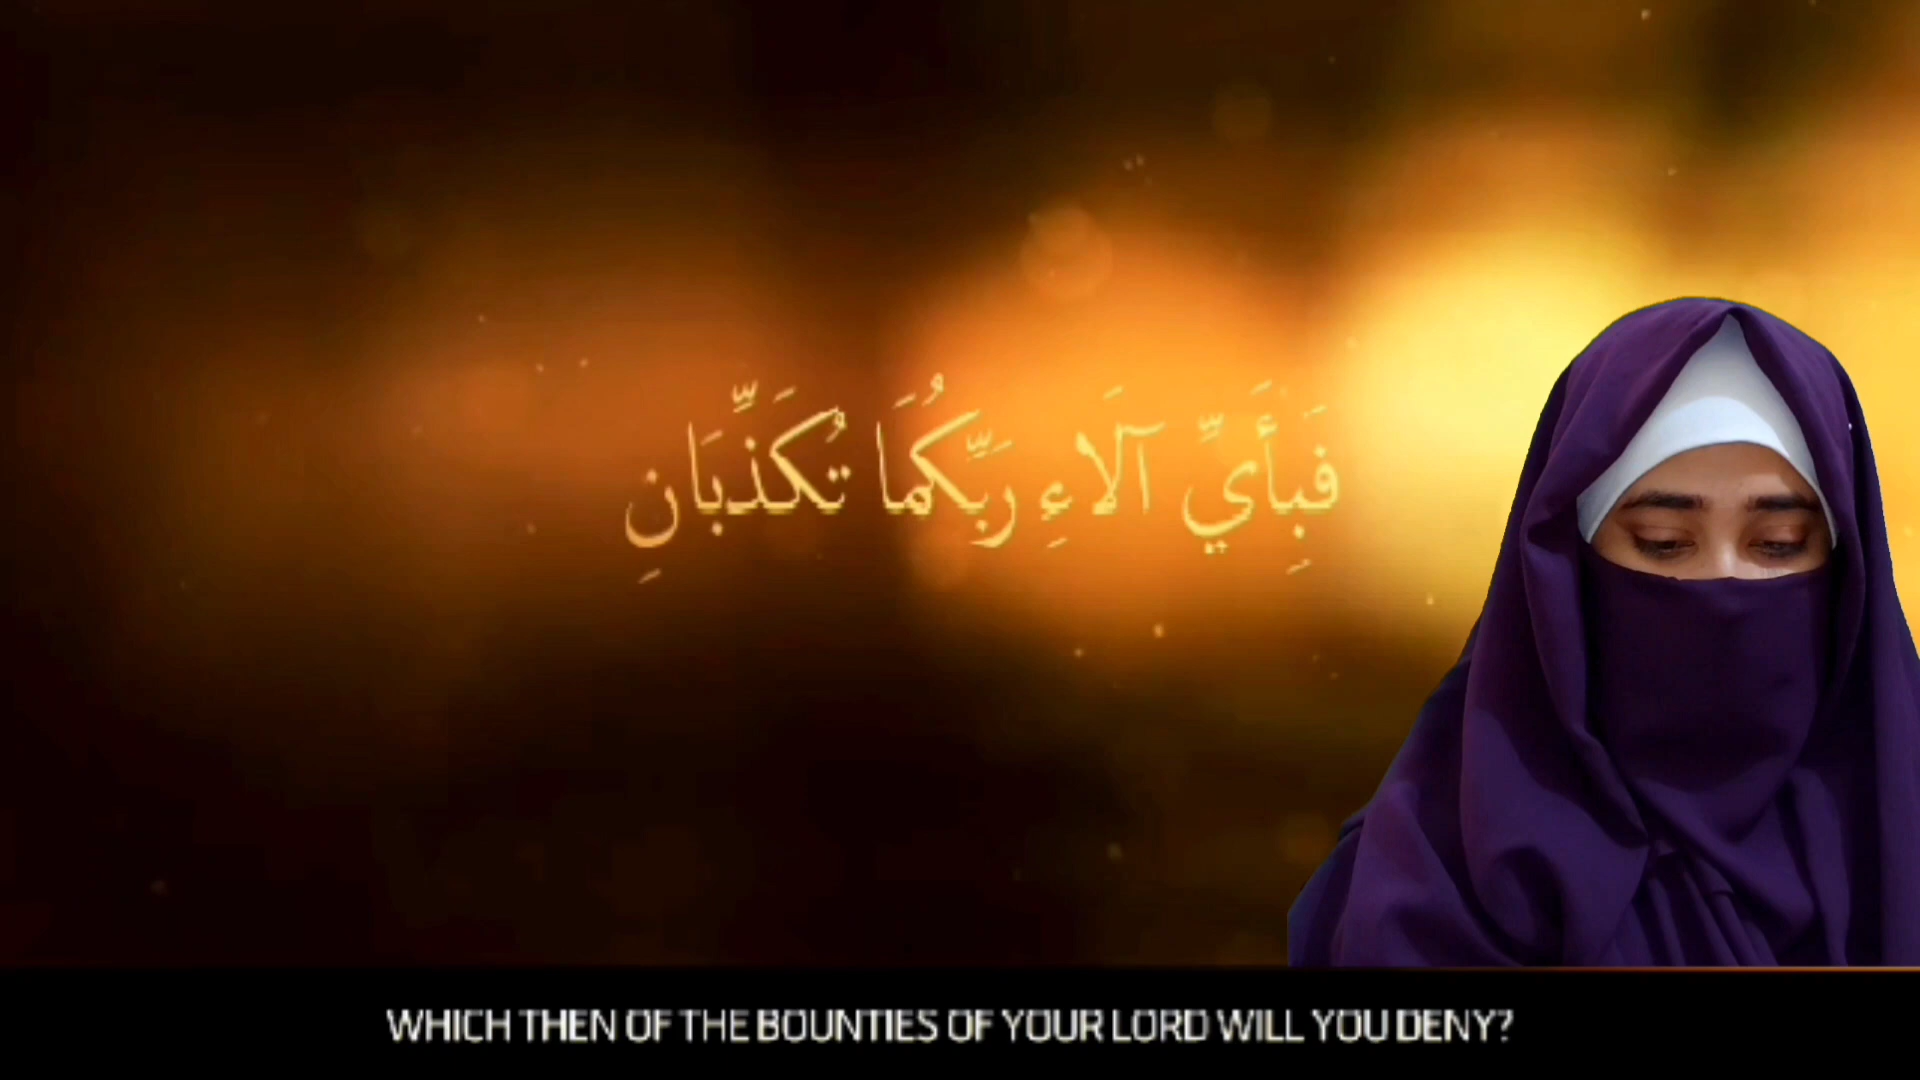 فَبِأَيِّ آلَاءِ رَبِّكُمَا تُكَذِّبَانِ
WHICH THEN OF THE BOUNTIES OF YOUR LORD WILL YOU DENY?